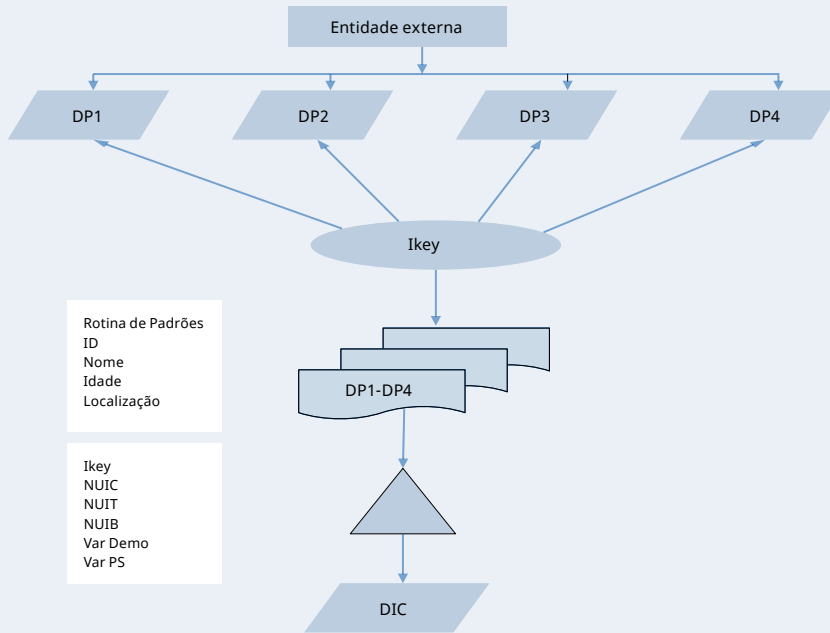 Entidade externa
DP1
DP2
DP3
DP4
Ikey
Rotina de Padrões
ID
Nome
Idade
Localização
DP1-DP4
Ikey
NUIC
NUIT
NUIB
Var Demo
Var PS
DIC